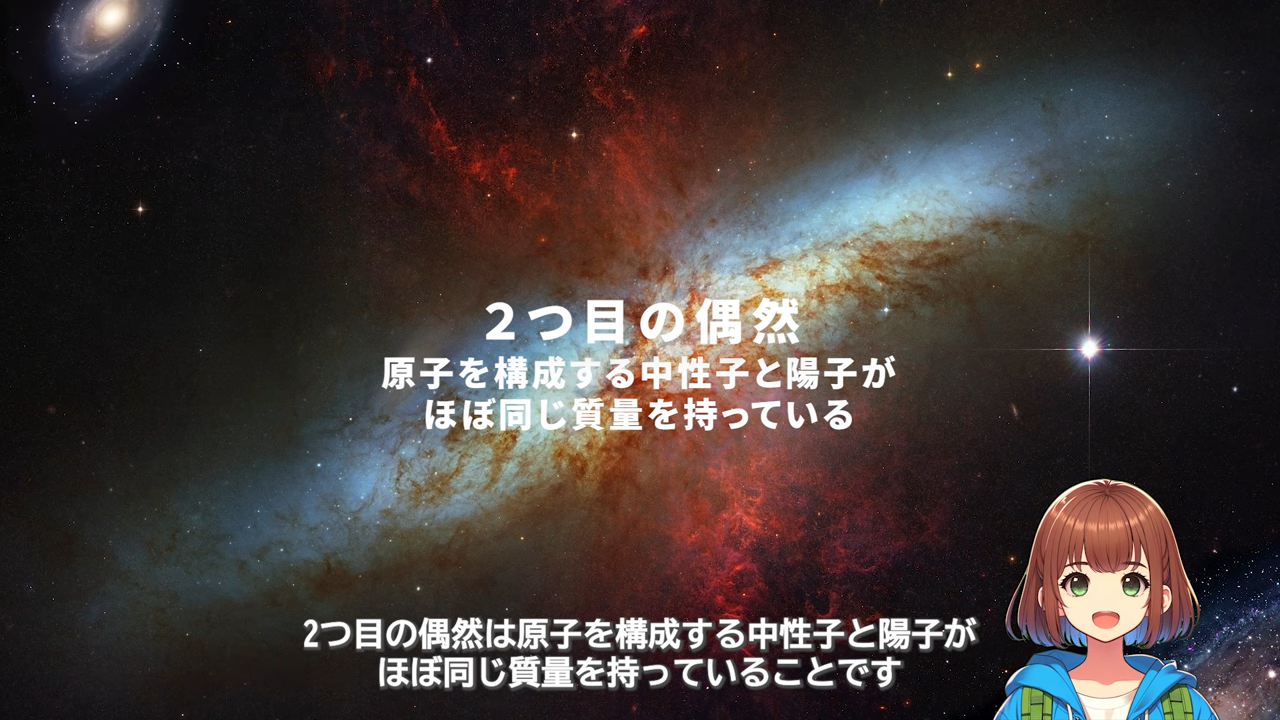 2つ目の偶然
原子を構成する中性子と陽子が
ほぼ同じ質量を持っている
2つ目の偶然は原子を構成する中性子と陽子が
ほぼ同じ質量を持っていることです